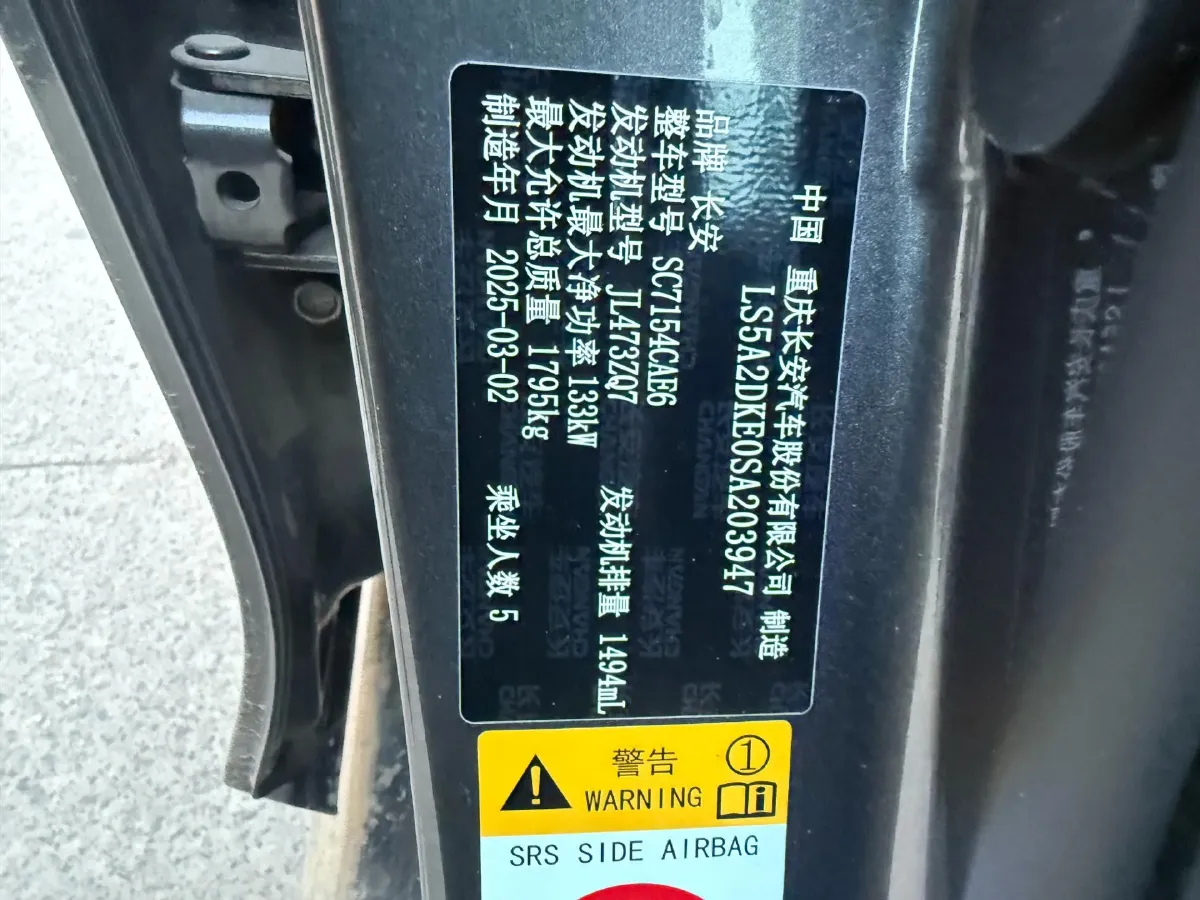 中国 重庆长安汽车股份有限公司 制造
LS5A2DKE0SA203947
品牌 长安
整车型号 SC7154CAE6
发动机型号 JL473ZQ7 发动机排量 1494mL
发动机最大净功率 133kW
最大允许总质量 1795kg
制造年月 2025-03-02 乘坐人数 5
警告 ①
WARNING
SRS SIDE AIRBAG